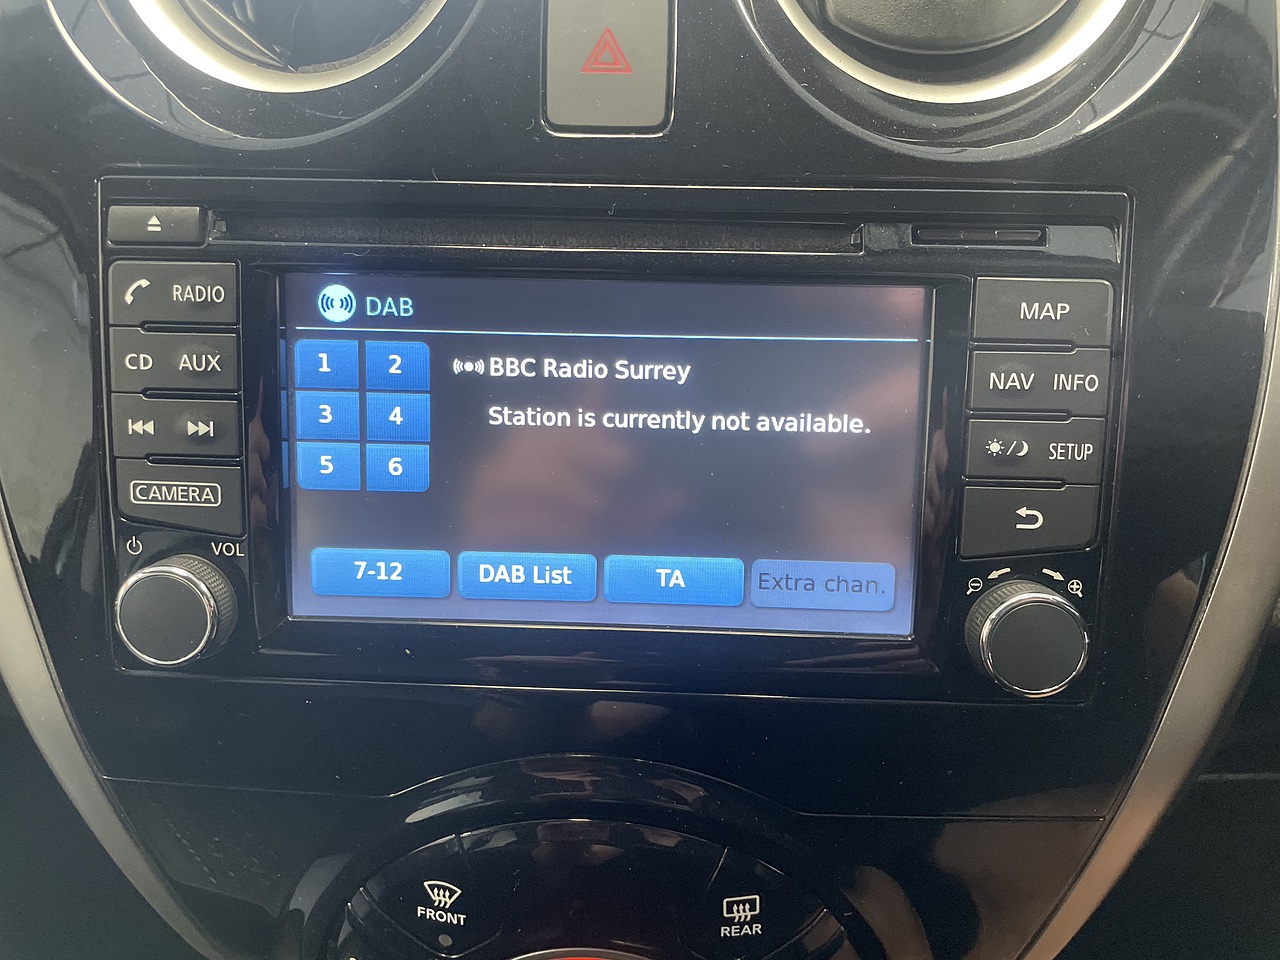 DAB
RADIO
MAP
1 2
BBC Radio Surrey
CD AUX
NAV INFO
3 4
Station is currently not available.
SETUP
5 6
CAMERA
VOL
7-12
DAB List
TA
Extra chan.
FRONT
REAR